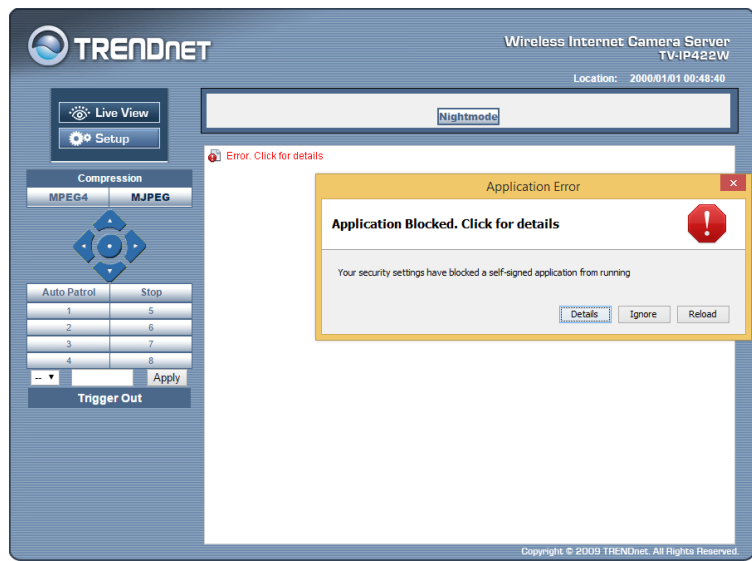 TRENDnet
Wireless Internet Camera Server
TV-IP422W
Location: 2000/01/01 00:48:40
Live View
Setup
Nightmode
Error. Click for details
Compression
MPEG4 MJPEG
Application Error
Application Blocked. Click for details
Your security settings have blocked a self-signed application from running
Details Ignore Reload
Auto Patrol Stop
1 5
2 6
3 7
4 8
-- Apply
Trigger Out
Copyright © 2009 TRENDnet. All Rights Reserved.